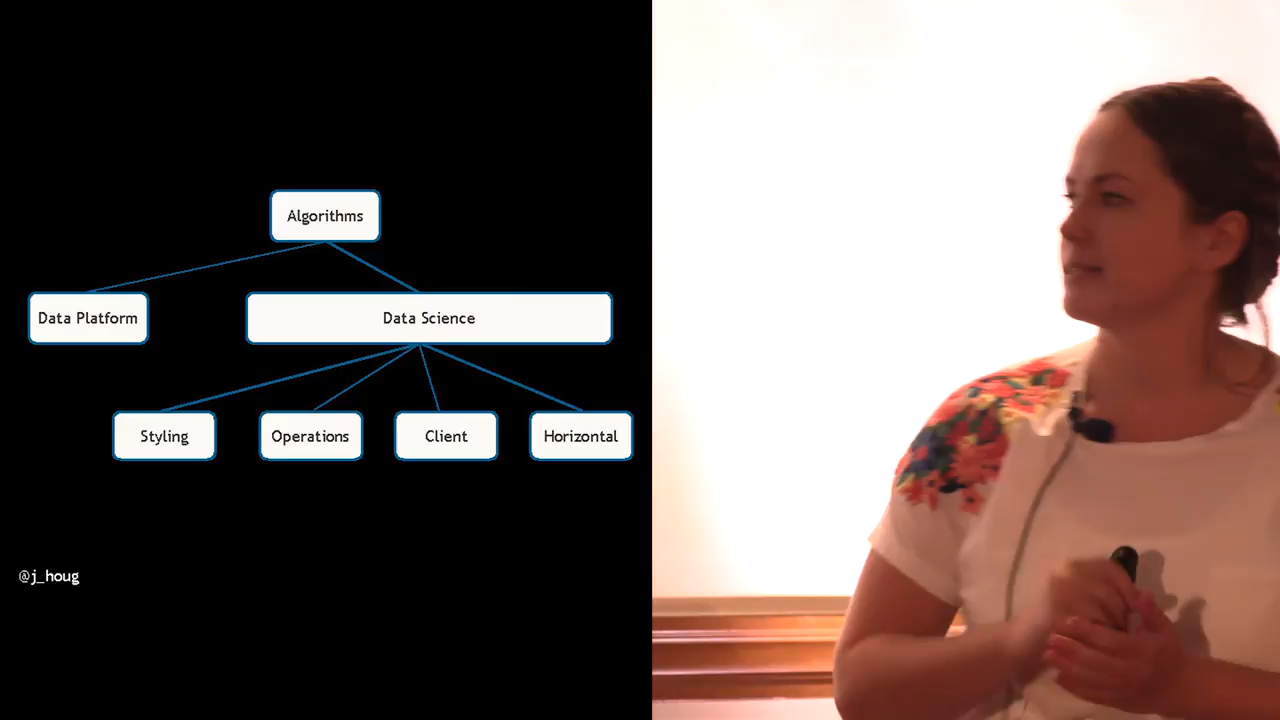 Algorithms
Data Platform
Data Science
Styling
Operations
Client
Horizontal
@j_houg